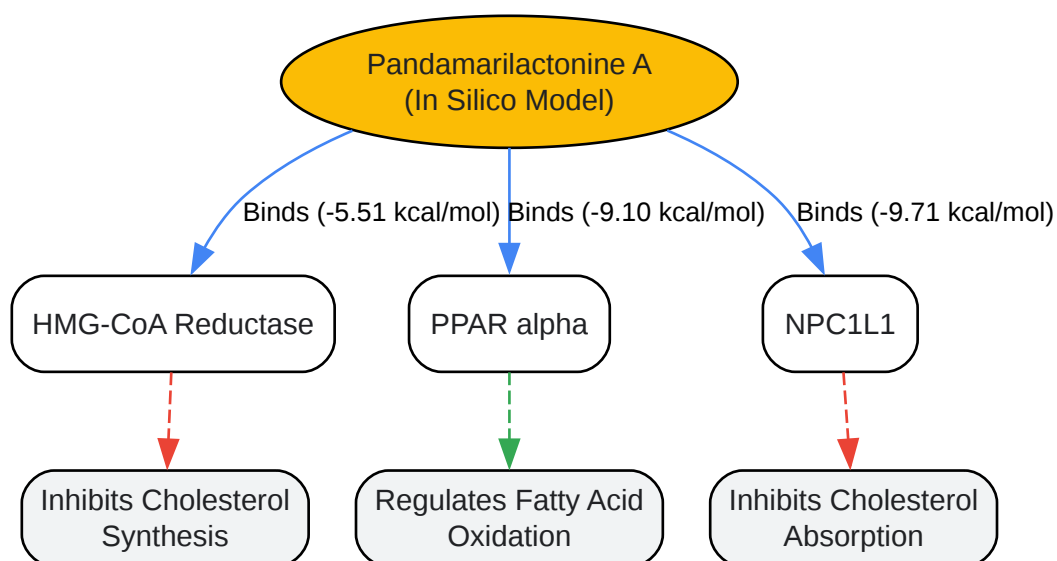 Pandamarilactonine A
(In Silico Model)
Binds (-5.51 kcal/mol)
Binds (-9.10 kcal/mol)
Binds (-9.71 kcal/mol)
HMG-CoA Reductase
PPAR alpha
NPC1L1
Inhibits Cholesterol
Synthesis
Regulates Fatty Acid
Oxidation
Inhibits Cholesterol
Absorption